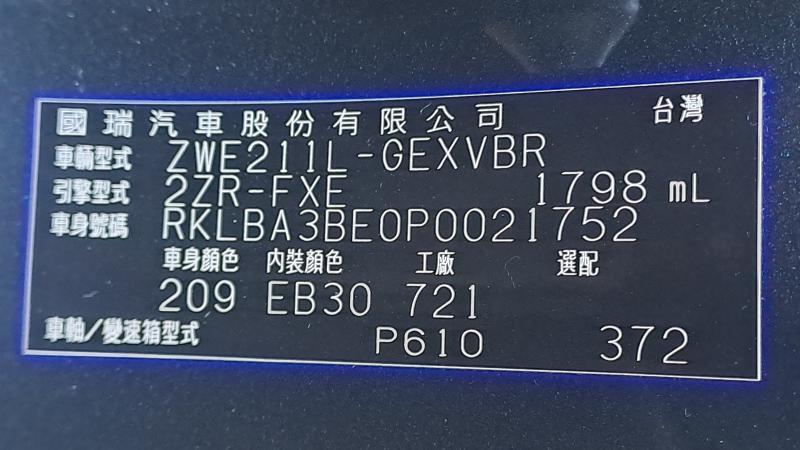 國瑞汽車股份有限公司 台灣
車輛型式 ZWE211L-GEXVBR
引擎型式 2ZR-FXE 1798 mL
車身號碼 RKLBA3BE0P0021752
車身顏色 內裝顏色 工廠 選配
209 EB30 721
車軸/變速箱型式 P610 372